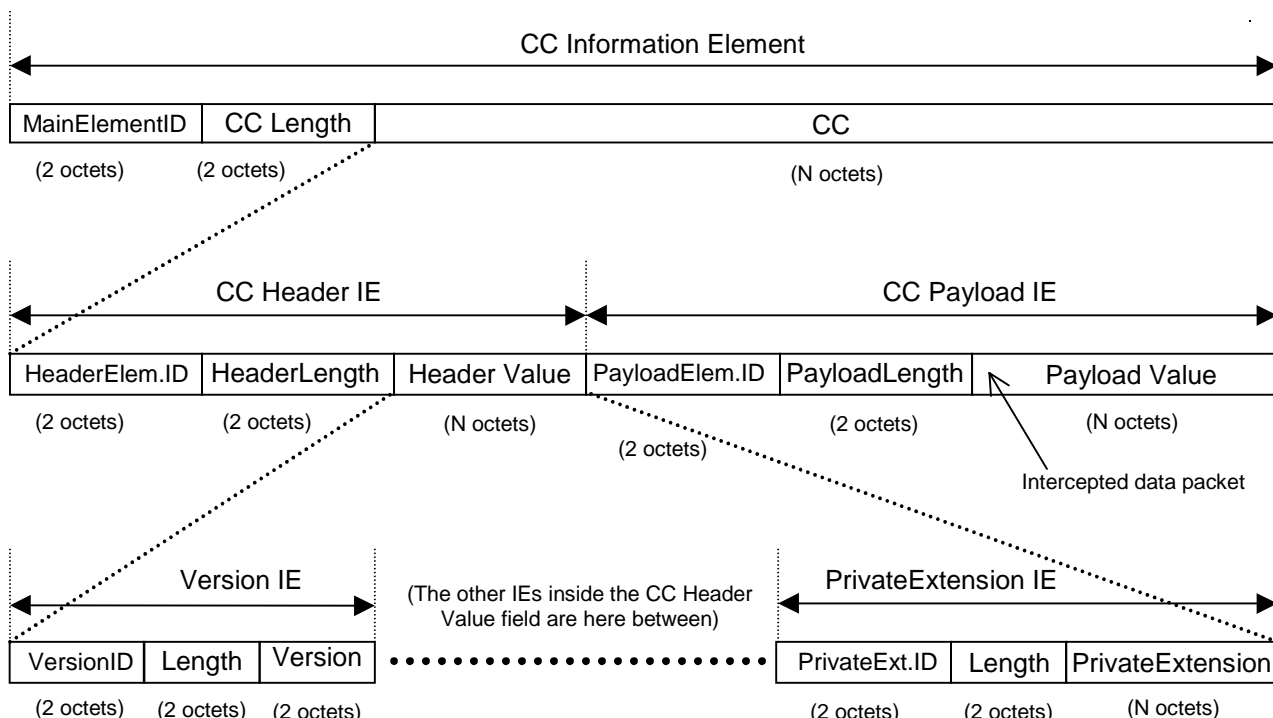 CC Information Element
MainElementID CC Length CC
(2 octets) (2 octets) (N octets)
CC Header IE CC Payload IE
HeaderElem.ID HeaderLength Header Value PayloadElem.ID PayloadLength Payload Value
(2 octets) (2 octets) (N octets) (2 octets) (2 octets) (N octets)
Intercepted data packet
Version IE
(The other IEs inside the CC Header
Value field are here between)
PrivateExtension IE
VersionID Length Version PrivateExt.ID Length PrivateExtension
(2 octets) (2 octets) (2 octets) (2 octets) (2 octets) (N octets)